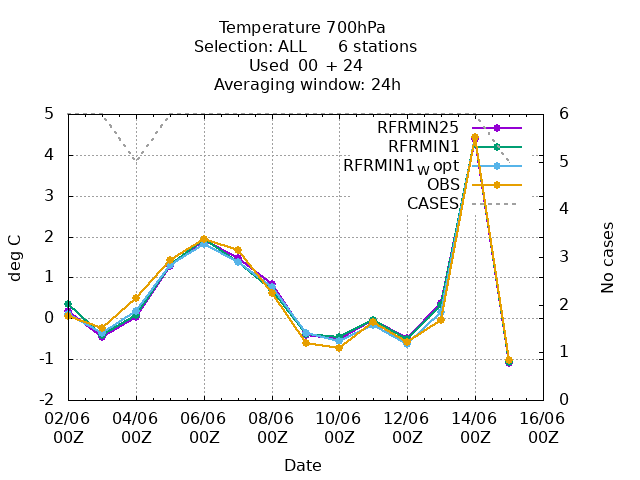 Temperature 700hPa
Selection: ALL 6 stations
Used 00 + 24
Averaging window: 24h
5
4
3
2
1
0
-1
-2
deg C
RFRMIN25
RFRMIN1
RFRMIN1W opt
OBS
CASES
6
5
4
3
2
1
0
No cases
02/06 04/06 06/06 08/06 10/06 12/06 14/06 16/06
00Z 00Z 00Z 00Z 00Z 00Z 00Z 00Z
Date